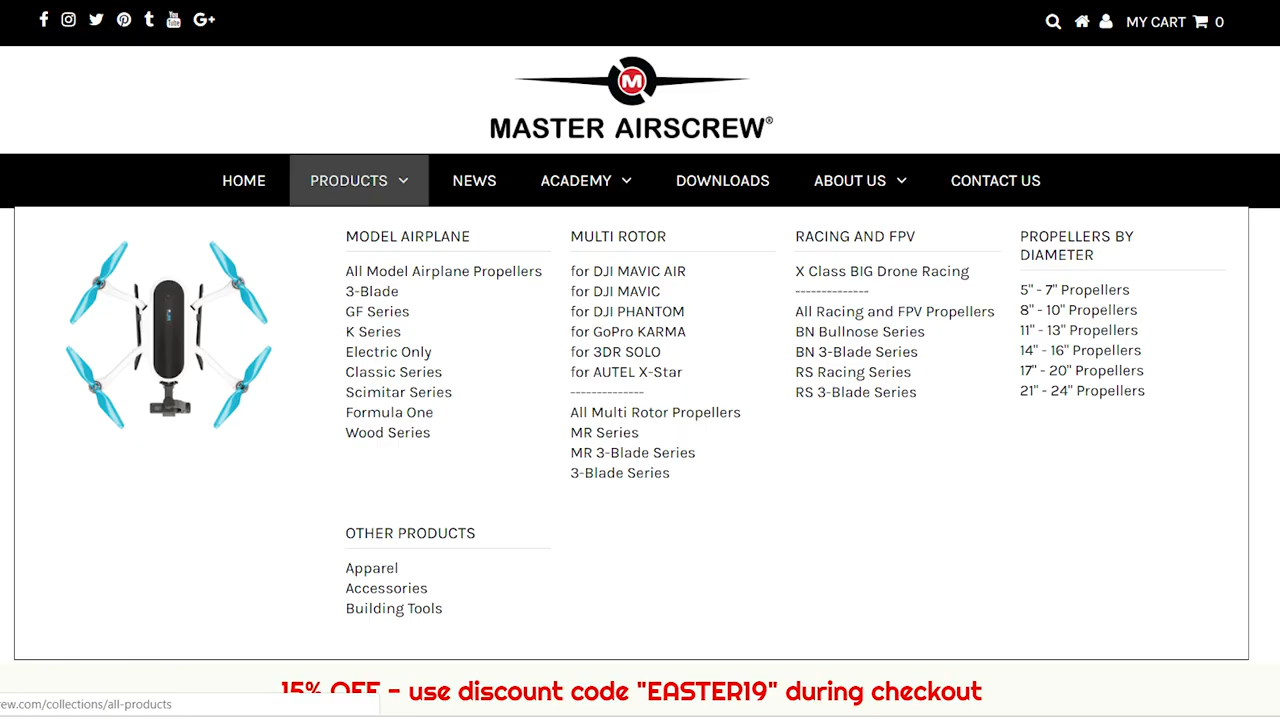 MY CART 0
M
MASTER AIRSCREW®
HOME PRODUCTS NEWS ACADEMY DOWNLOADS ABOUT US CONTACT US
MODEL AIRPLANE
All Model Airplane Propellers
3-Blade
GF Series
K Series
Electric Only
Classic Series
Scimitar Series
Formula One
Wood Series
MULTI ROTOR
for DJI MAVIC AIR
for DJI MAVIC
for DJI PHANTOM
for GoPro KARMA
for 3DR SOLO
for AUTEL X-Star
--------------
All Multi Rotor Propellers
MR Series
MR 3-Blade Series
3-Blade Series
RACING AND FPV
X Class BIG Drone Racing
--------------
All Racing and FPV Propellers
BN Bullnose Series
BN 3-Blade Series
RS Racing Series
RS 3-Blade Series
PROPELLERS BY
DIAMETER
5" - 7" Propellers
8" - 10" Propellers
11" - 13" Propellers
14" - 16" Propellers
17" - 20" Propellers
21" - 24" Propellers
OTHER PRODUCTS
Apparel
Accessories
Building Tools
15% OFF - use discount code "EASTER19" during checkout
rew.com/collections/all-products